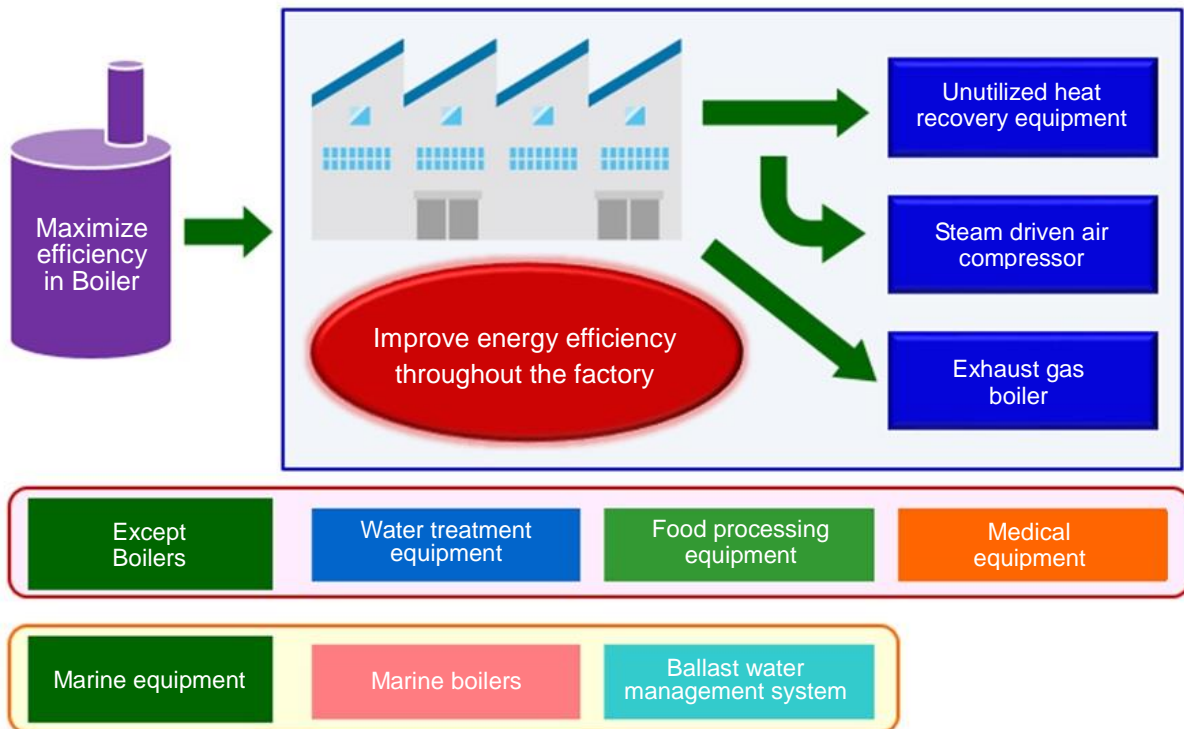 Maximize
efficiency
in Boiler
Unutilized heat
recovery equipment
Steam driven air
compressor
Exhaust gas
boiler
Improve energy efficiency
throughout the factory
Except
Boilers
Water treatment
equipment
Food processing
equipment
Medical
equipment
Marine equipment
Marine boilers
Ballast water
management system